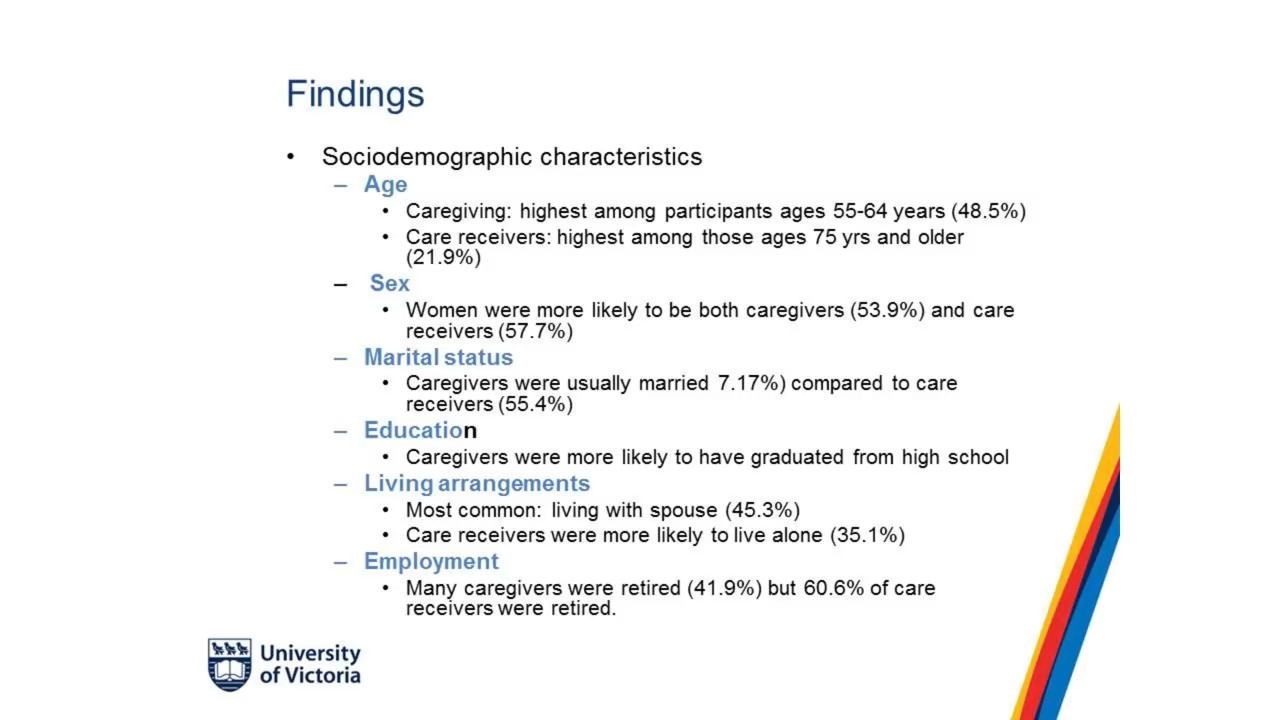 Findings
• Sociodemographic characteristics
– Age
• Caregiving: highest among participants ages 55-64 years (48.5%)
• Care receivers: highest among those ages 75 yrs and older
(21.9%)
– Sex
• Women were more likely to be both caregivers (53.9%) and care
receivers (57.7%)
– Marital status
• Caregivers were usually married 7.17%) compared to care
receivers (55.4%)
– Education
• Caregivers were more likely to have graduated from high school
– Living arrangements
• Most common: living with spouse (45.3%)
• Care receivers were more likely to live alone (35.1%)
– Employment
• Many caregivers were retired (41.9%) but 60.6% of care
receivers were retired.
University
of Victoria